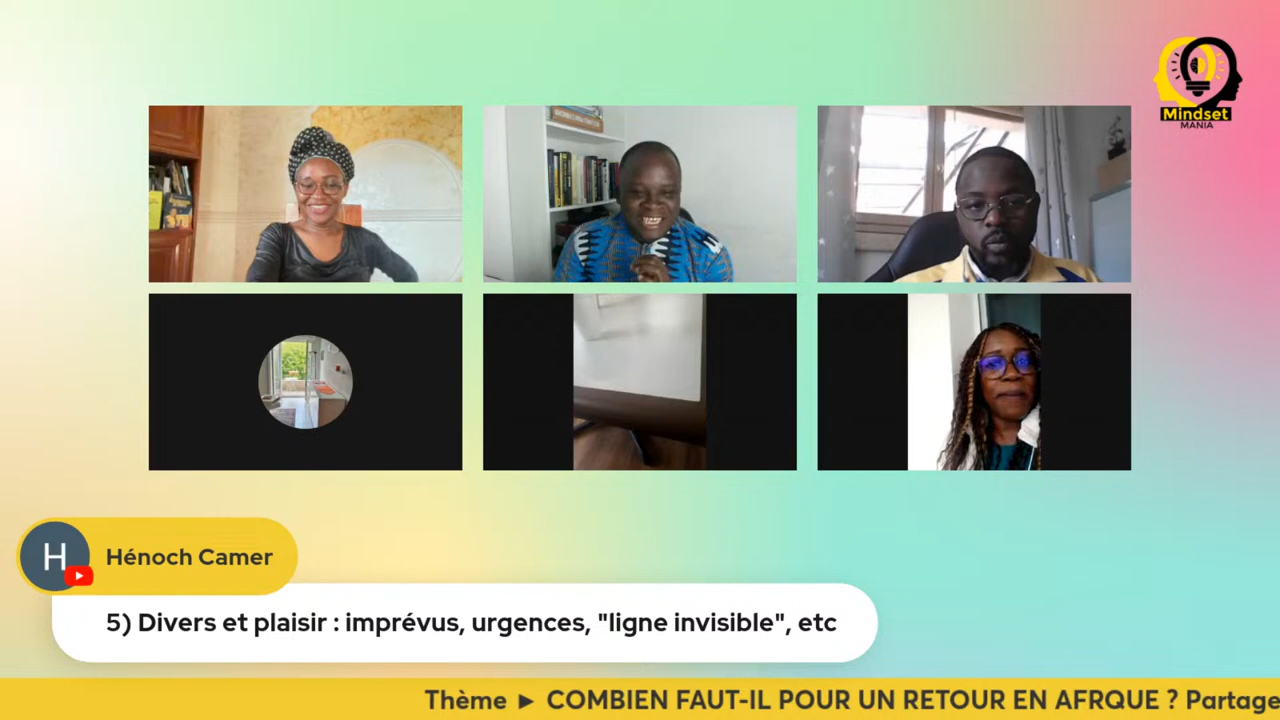 Mindset
MANIA
H
Hénoch Camer
5) Divers et plaisir : imprévus, urgences, "ligne invisible", etc
Thème ► COMBIEN FAUT-IL POUR UN RETOUR EN AFRQUE ? Partage